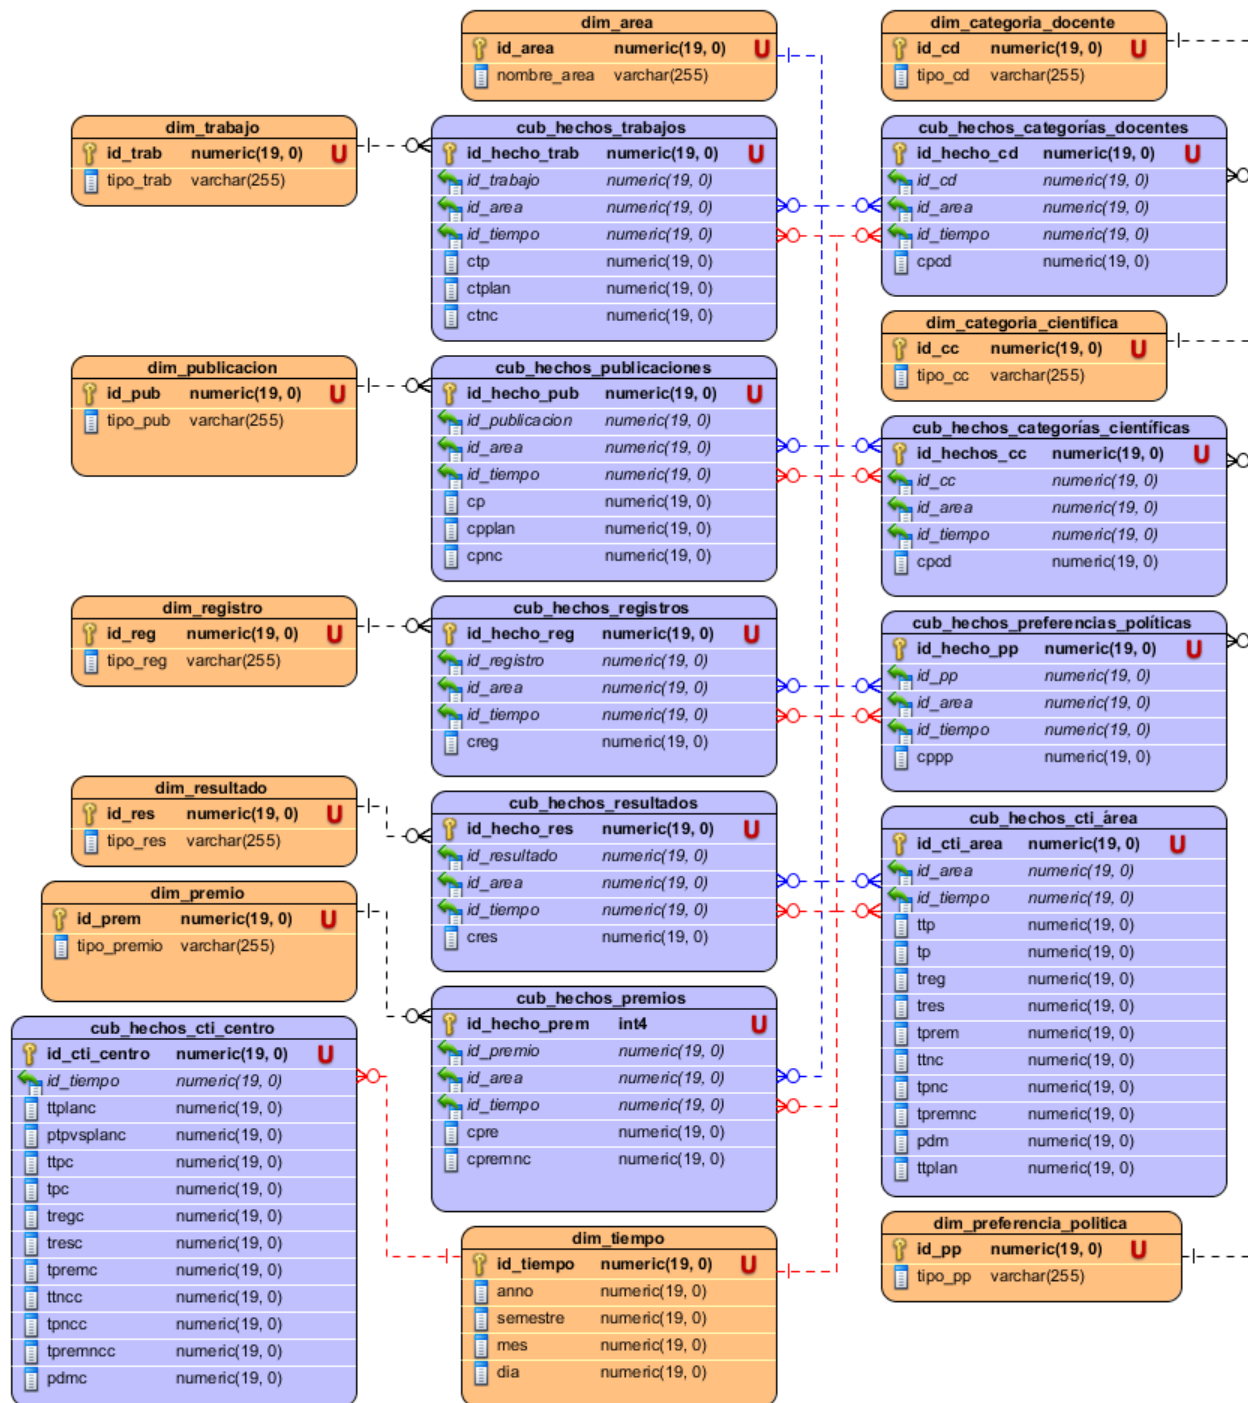 dim_area
id_area numeric(19, 0) U
nombre_area varchar(255)
dim_categoria_docente
id_cd numeric(19, 0) U
tipo_cd varchar(255)
dim_trabajo
id_trab numeric(19, 0) U
tipo_trab varchar(255)
cub_hechos_trabajos
id_hecho_trab numeric(19, 0) U
id_trabajo numeric(19, 0)
id_area numeric(19, 0)
id_tiempo numeric(19, 0)
ctp numeric(19, 0)
ctplan numeric(19, 0)
ctnc numeric(19, 0)
cub_hechos_categorías_docentes
id_hecho_cd numeric(19, 0) U
id_cd numeric(19, 0)
id_area numeric(19, 0)
id_tiempo numeric(19, 0)
cpcd numeric(19, 0)
dim_categoria_cientifica
id_cc numeric(19, 0) U
tipo_cc varchar(255)
dim_publicacion
id_pub numeric(19, 0) U
tipo_pub varchar(255)
cub_hechos_publicaciones
id_hecho_pub numeric(19, 0) U
id_publicacion numeric(19, 0)
id_area numeric(19, 0)
id_tiempo numeric(19, 0)
cp numeric(19, 0)
cpplan numeric(19, 0)
cpnc numeric(19, 0)
cub_hechos_categorías_científicas
id_hechos_cc numeric(19, 0) U
id_cc numeric(19, 0)
id_area numeric(19, 0)
id_tiempo numeric(19, 0)
cpcd numeric(19, 0)
dim_registro
id_reg numeric(19, 0) U
tipo_reg varchar(255)
cub_hechos_registros
id_hecho_reg numeric(19, 0) U
id_registro numeric(19, 0)
id_area numeric(19, 0)
id_tiempo numeric(19, 0)
creg numeric(19, 0)
cub_hechos_preferencias_políticas
id_hecho_pp numeric(19, 0) U
id_pp numeric(19, 0)
id_area numeric(19, 0)
id_tiempo numeric(19, 0)
cppp numeric(19, 0)
dim_resultado
id_res numeric(19, 0) U
tipo_res varchar(255)
cub_hechos_resultados
id_hecho_res numeric(19, 0) U
id_resultado numeric(19, 0)
id_area numeric(19, 0)
id_tiempo numeric(19, 0)
cres numeric(19, 0)
cub_hechos_cti_área
id_cti_area numeric(19, 0) U
id_area numeric(19, 0)
id_tiempo numeric(19, 0)
ttp numeric(19, 0)
tp numeric(19, 0)
treg numeric(19, 0)
tres numeric(19, 0)
tprem numeric(19, 0)
ttnc numeric(19, 0)
tpnc numeric(19, 0)
tpremnc numeric(19, 0)
pdm numeric(19, 0)
ttplan numeric(19, 0)
dim_premio
id_prem numeric(19, 0) U
tipo_premio varchar(255)
cub_hechos_premios
id_hecho_prem int4 U
id_premio numeric(19, 0)
id_area numeric(19, 0)
id_tiempo numeric(19, 0)
cpre numeric(19, 0)
cpremnc numeric(19, 0)
cub_hechos_cti_centro
id_cti_centro numeric(19, 0) U
id_tiempo numeric(19, 0)
ttplanc numeric(19, 0)
ptpvsplanc numeric(19, 0)
ttpc numeric(19, 0)
tpc numeric(19, 0)
tregc numeric(19, 0)
tresc numeric(19, 0)
tpremc numeric(19, 0)
ttncc numeric(19, 0)
tpncc numeric(19, 0)
tpremncc numeric(19, 0)
pdmc numeric(19, 0)
dim_tiempo
id_tiempo numeric(19, 0) U
anno numeric(19, 0)
semestre numeric(19, 0)
mes numeric(19, 0)
dia numeric(19, 0)
dim_preferencia_politica
id_pp numeric(19, 0) U
tipo_pp varchar(255)